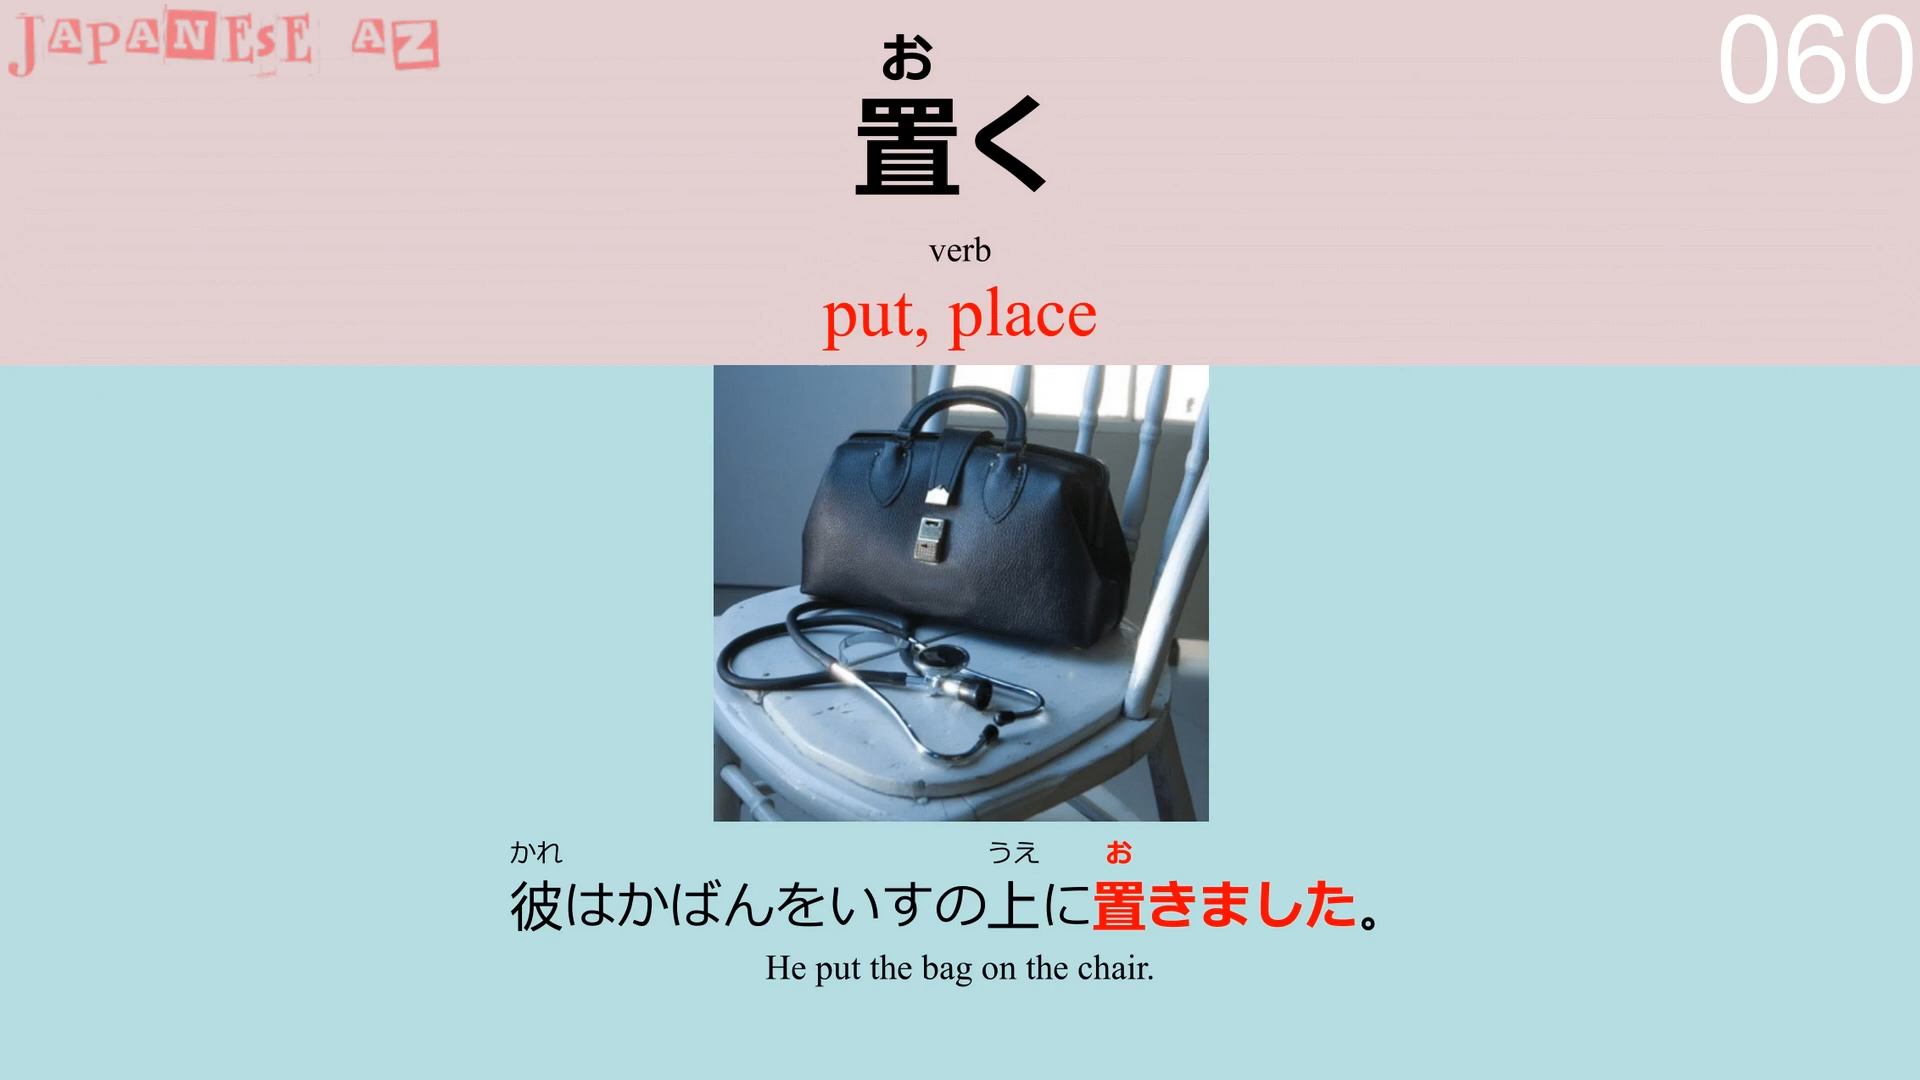 JAPANESE AZ
060
お
置く
verb
put, place
かれ うえ お
彼はかばんをいすの上に置きました。
He put the bag on the chair.